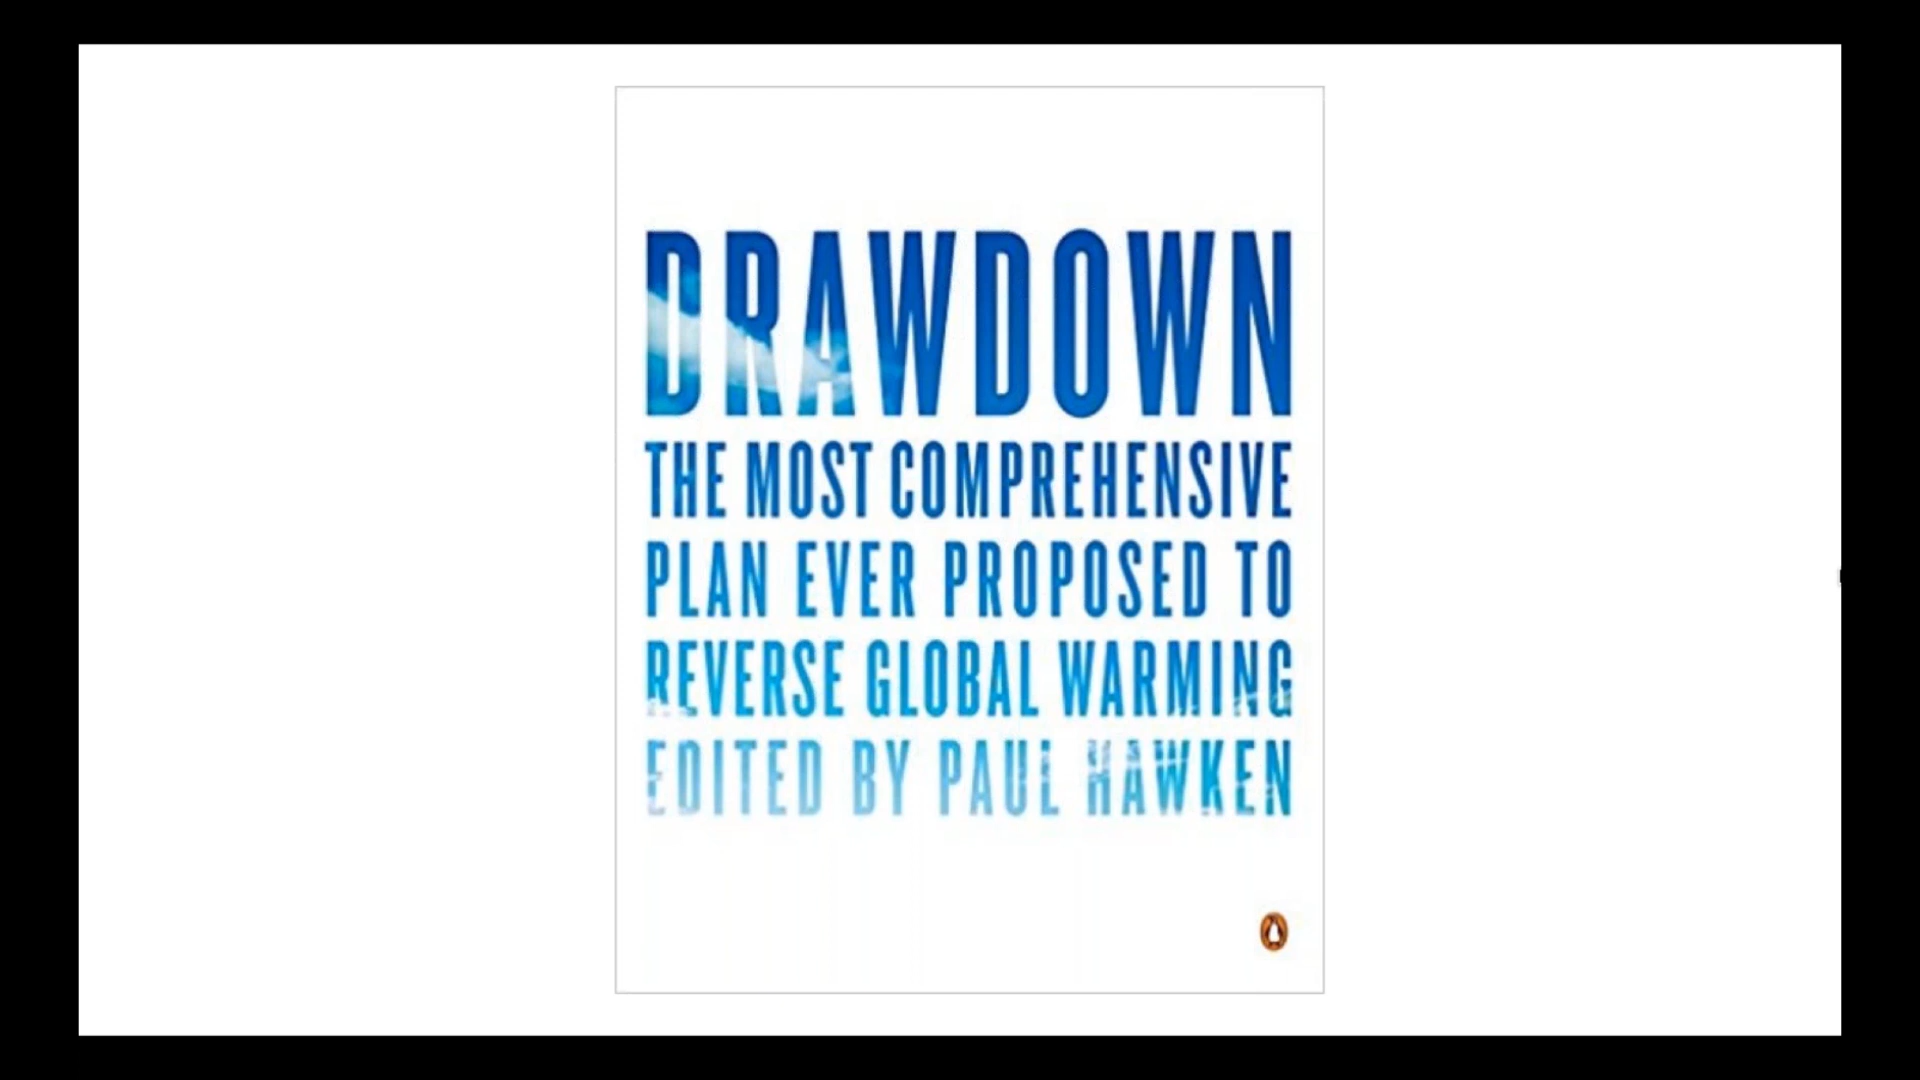 DRAWDOWN
THE MOST COMPREHENSIVE
PLAN EVER PROPOSED TO
REVERSE GLOBAL WARMING
EDITED BY PAUL HAWKEN